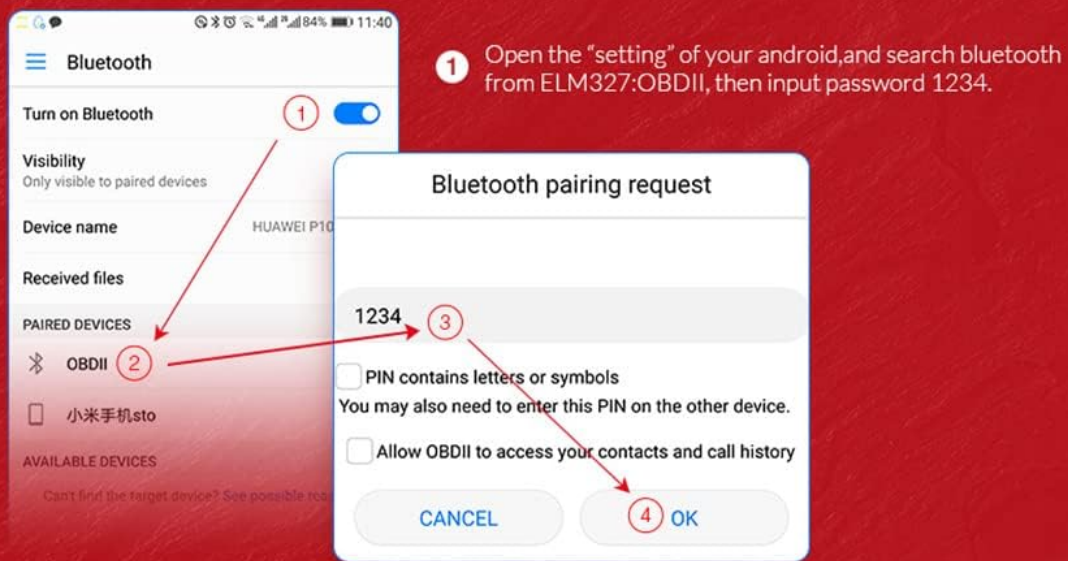 84% 11:40
Bluetooth
Turn on Bluetooth
1
Visibility
Only visible to paired devices
Device name HUAWEI P10
Received files
PAIRED DEVICES
OBDII 2
小米手机sto
AVAILABLE DEVICES
Can't find the target device? See possible
1
Open the “setting” of your android,and search bluetooth
from ELM327:OBDII, then input password 1234.
Bluetooth pairing request
1234 3
PIN contains letters or symbols
You may also need to enter this PIN on the other device.
Allow OBDII to access your contacts and call history
CANCEL
4 OK